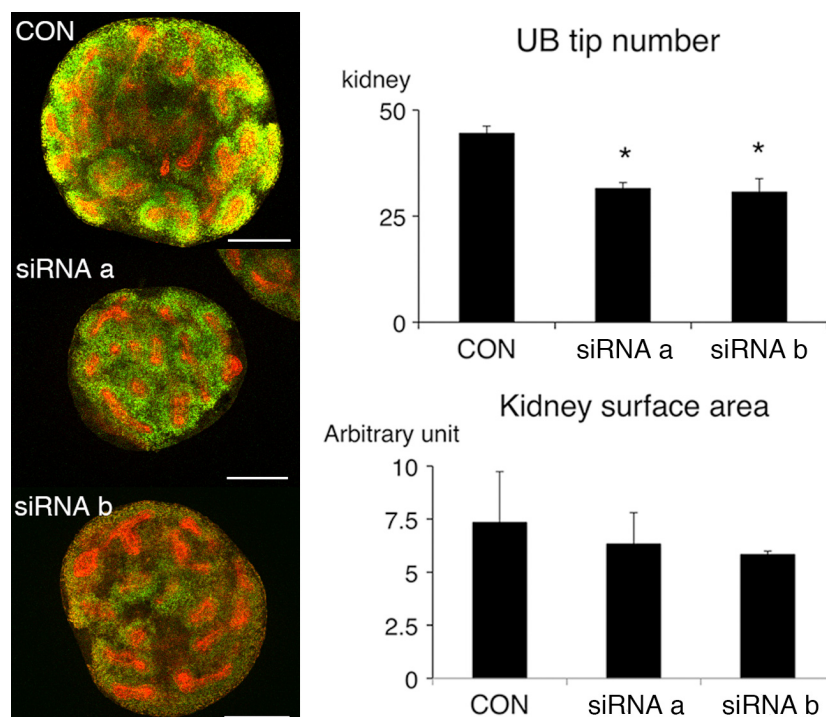 CON
siRNA a
siRNA b
UB tip number
kidney
50
25
0
*
*
CON siRNA a siRNA b
Kidney surface area
Arbitrary unit
10
7.5
5
2.5
0
CON siRNA a siRNA b